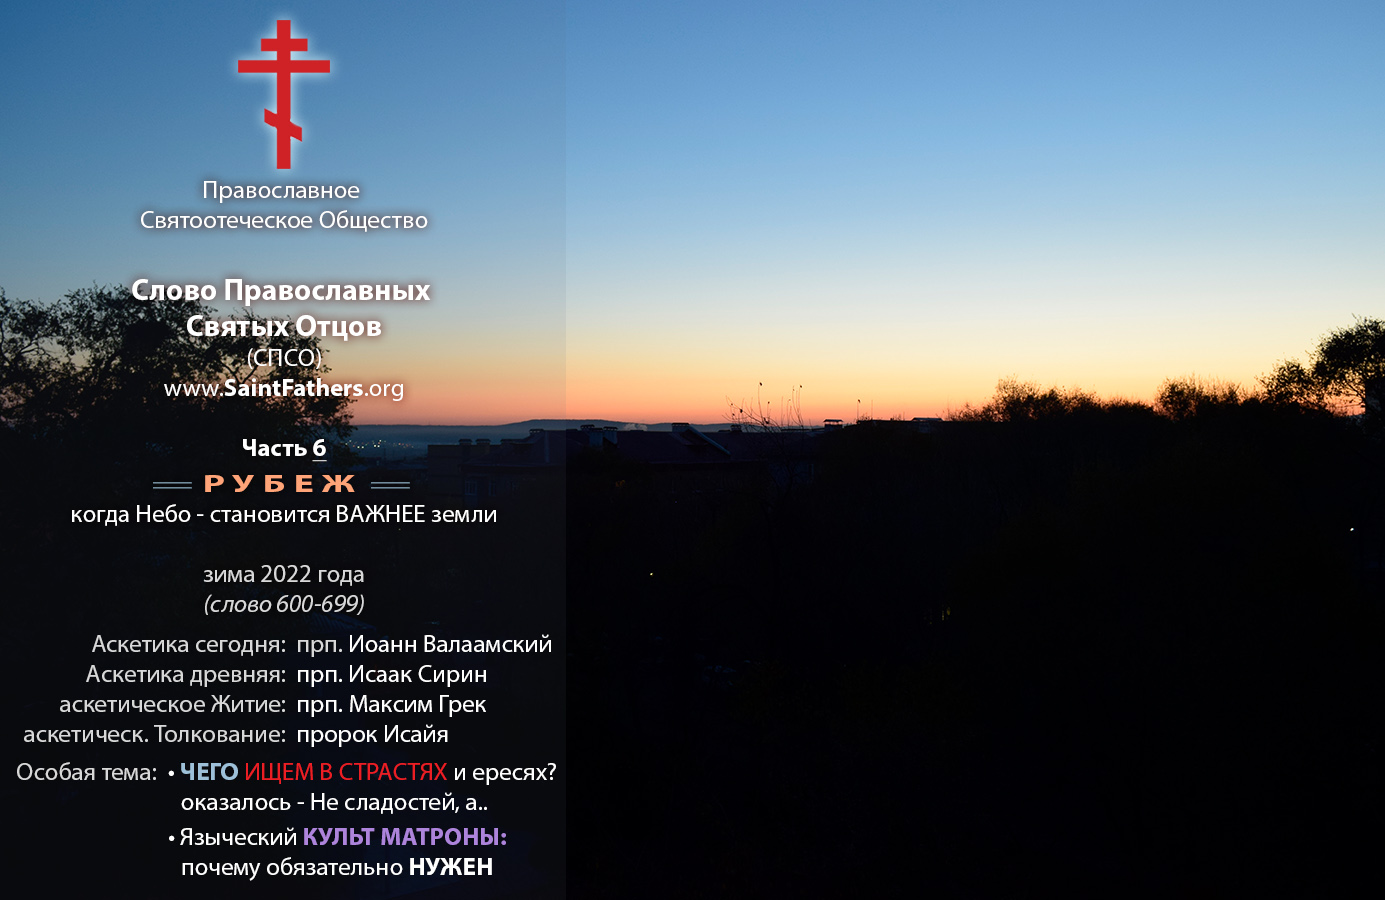 Православное
Святоотеческое Общество
Слово Православных
Святых Отцов
(СПСО)
www.SaintFathers.org
Часть 6
РУБЕЖ
когда Небо - становится ВАЖНЕЕ земли
зима 2022 года
(слово 600-699)
Аскетика сегодня: прп. Иоанн Валаамский
Аскетика древняя: прп. Исаак Сирин
аскетическое Житие: прп. Максим Грек
аскетическ. Толкование: пророк Исайя
Особая тема: • ЧЕГО ИЩЕМ В СТРАСТЯХ и ересях?
оказалось - Не сладостей, а..
• Языческий КУЛЬТ МАТРОНЫ:
почему обязательно НУЖЕН